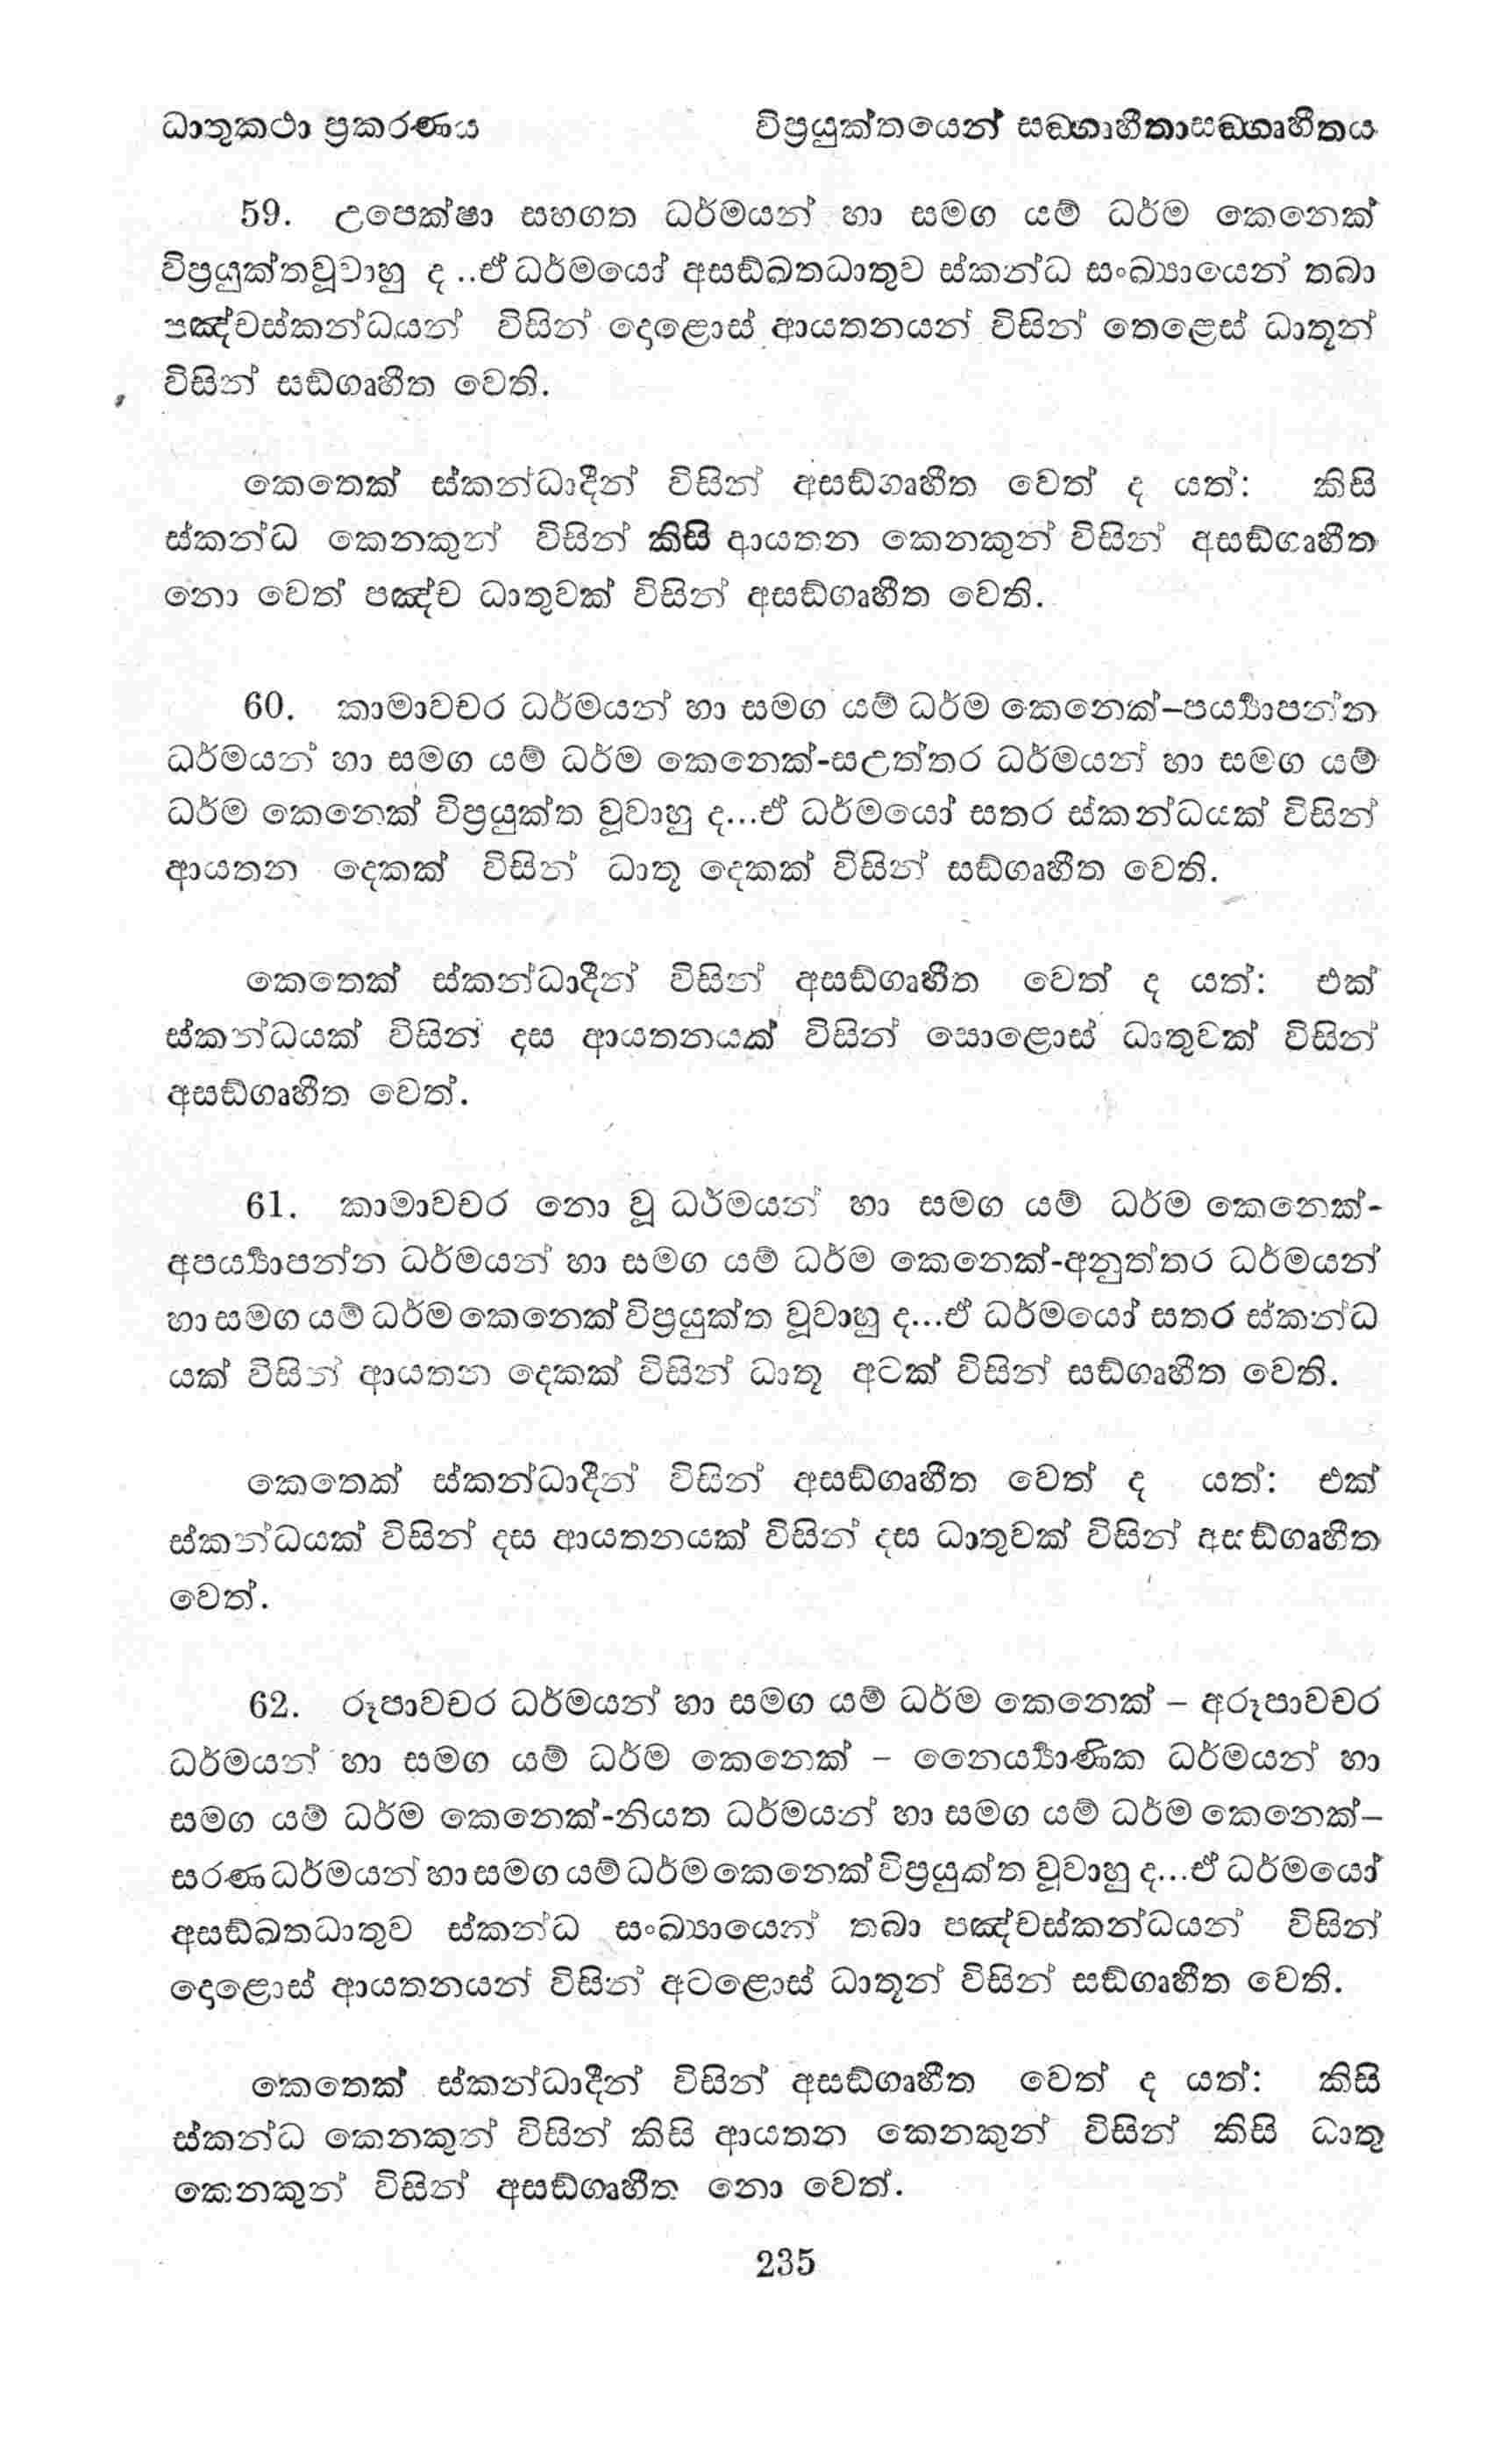 ධාතුකථා ප්‍රකරණය විප්‍රයුක්තයෙන් සඞ්ගෘහීතාසඞ්ගෘහීතය
59. උපෙක්ෂා සහගත ධර්මයන් හා සමග යම් ධර්ම කෙනෙක්
විප්‍රයුක්තවූවාහු ද ..ඒ ධර්මයෝ අසඞ්ඛතධාතුව ස්කන්ධ සංඛ්‍යායෙන් තබා
පඤ්චස්කන්ධයන් විසින් දෙළොස් ආයතනයන් විසින් තෙළෙස් ධාතූන්
විසින් සඞ්ගෘහීත වෙති.
කෙතෙක් ස්කන්ධාදීන් විසින් අසඞ්ගෘහීත වෙත් ද යත්: කිසි
ස්කන්ධ කෙනකුන් විසින් කිසි ආයතන කෙනකුන් විසින් අසඞ්ගෘහීත
නො වෙත් පඤ්ච ධාතුවක් විසින් අසඞ්ගෘහීත වෙති.
60. කාමාවචර ධර්මයන් හා සමග යම් ධර්ම කෙනෙක්–පර්‍ය්‍යාපන්න
ධර්මයන් හා සමග යම් ධර්ම කෙනෙක්-සඋත්තර ධර්මයන් හා සමග යම්
ධර්ම කෙනෙක් විප්‍රයුක්ත වූවාහු ද...ඒ ධර්මයෝ සතර ස්කන්ධයක් විසින්
ආයතන දෙකක් විසින් ධාතූ දෙකක් විසින් සඞ්ගෘහීත වෙති.
කෙතෙක් ස්කන්ධාදීන් විසින් අසඞ්ගෘහීත වෙත් ද යත්: එක්
ස්කන්ධයක් විසින් දස ආයතනයක් විසින් සොළොස් ධාතුවක් විසින්
අසඞ්ගෘහීත වෙත්.
61. කාමාවචර නො වූ ධර්මයන් හා සමග යම් ධර්ම කෙනෙක්-
අපර්‍ය්‍යාපන්න ධර්මයන් හා සමග යම් ධර්ම කෙනෙක්-අනුත්තර ධර්මයන්
හා සමග යම් ධර්ම කෙනෙක් විප්‍රයුක්ත වූවාහු ද...ඒ ධර්මයෝ සතර ස්කන්ධ
යක් විසින් ආයතන දෙකක් විසින් ධාතූ අටක් විසින් සඞ්ගෘහීත වෙති.
කෙතෙක් ස්කන්ධාදීන් විසින් අසඞ්ගෘහීත වෙත් ද යත්: එක්
ස්කන්ධයක් විසින් දස ආයතනයක් විසින් දස ධාතුවක් විසින් අසඞ්ගෘහීත
වෙත්.
62. රූපාවචර ධර්මයන් හා සමග යම් ධර්ම කෙනෙක් – අරූපාවචර
ධර්මයන් හා සමග යම් ධර්ම කෙනෙක් – නෛර්‍ය්‍යාණික ධර්මයන් හා
සමග යම් ධර්ම කෙනෙක්-නියත ධර්මයන් හා සමග යම් ධර්ම කෙනෙක්–
සරණ ධර්මයන් හා සමග යම් ධර්ම කෙනෙක් විප්‍රයුක්ත වූවාහු ද...ඒ ධර්මයෝ
අසඞ්ඛතධාතුව ස්කන්ධ සංඛ්‍යායෙන් තබා පඤ්චස්කන්ධයන් විසින්
දෙළොස් ආයතනයන් විසින් අටළොස් ධාතූන් විසින් සඞ්ගෘහීත වෙති.
කෙතෙක් ස්කන්ධාදීන් විසින් අසඞ්ගෘහීත වෙත් ද යත්: කිසි
ස්කන්ධ කෙනකුන් විසින් කිසි ආයතන කෙනකුන් විසින් කිසි ධාතු
කෙනකුන් විසින් අසඞ්ගෘහීත නො වෙත්.
235